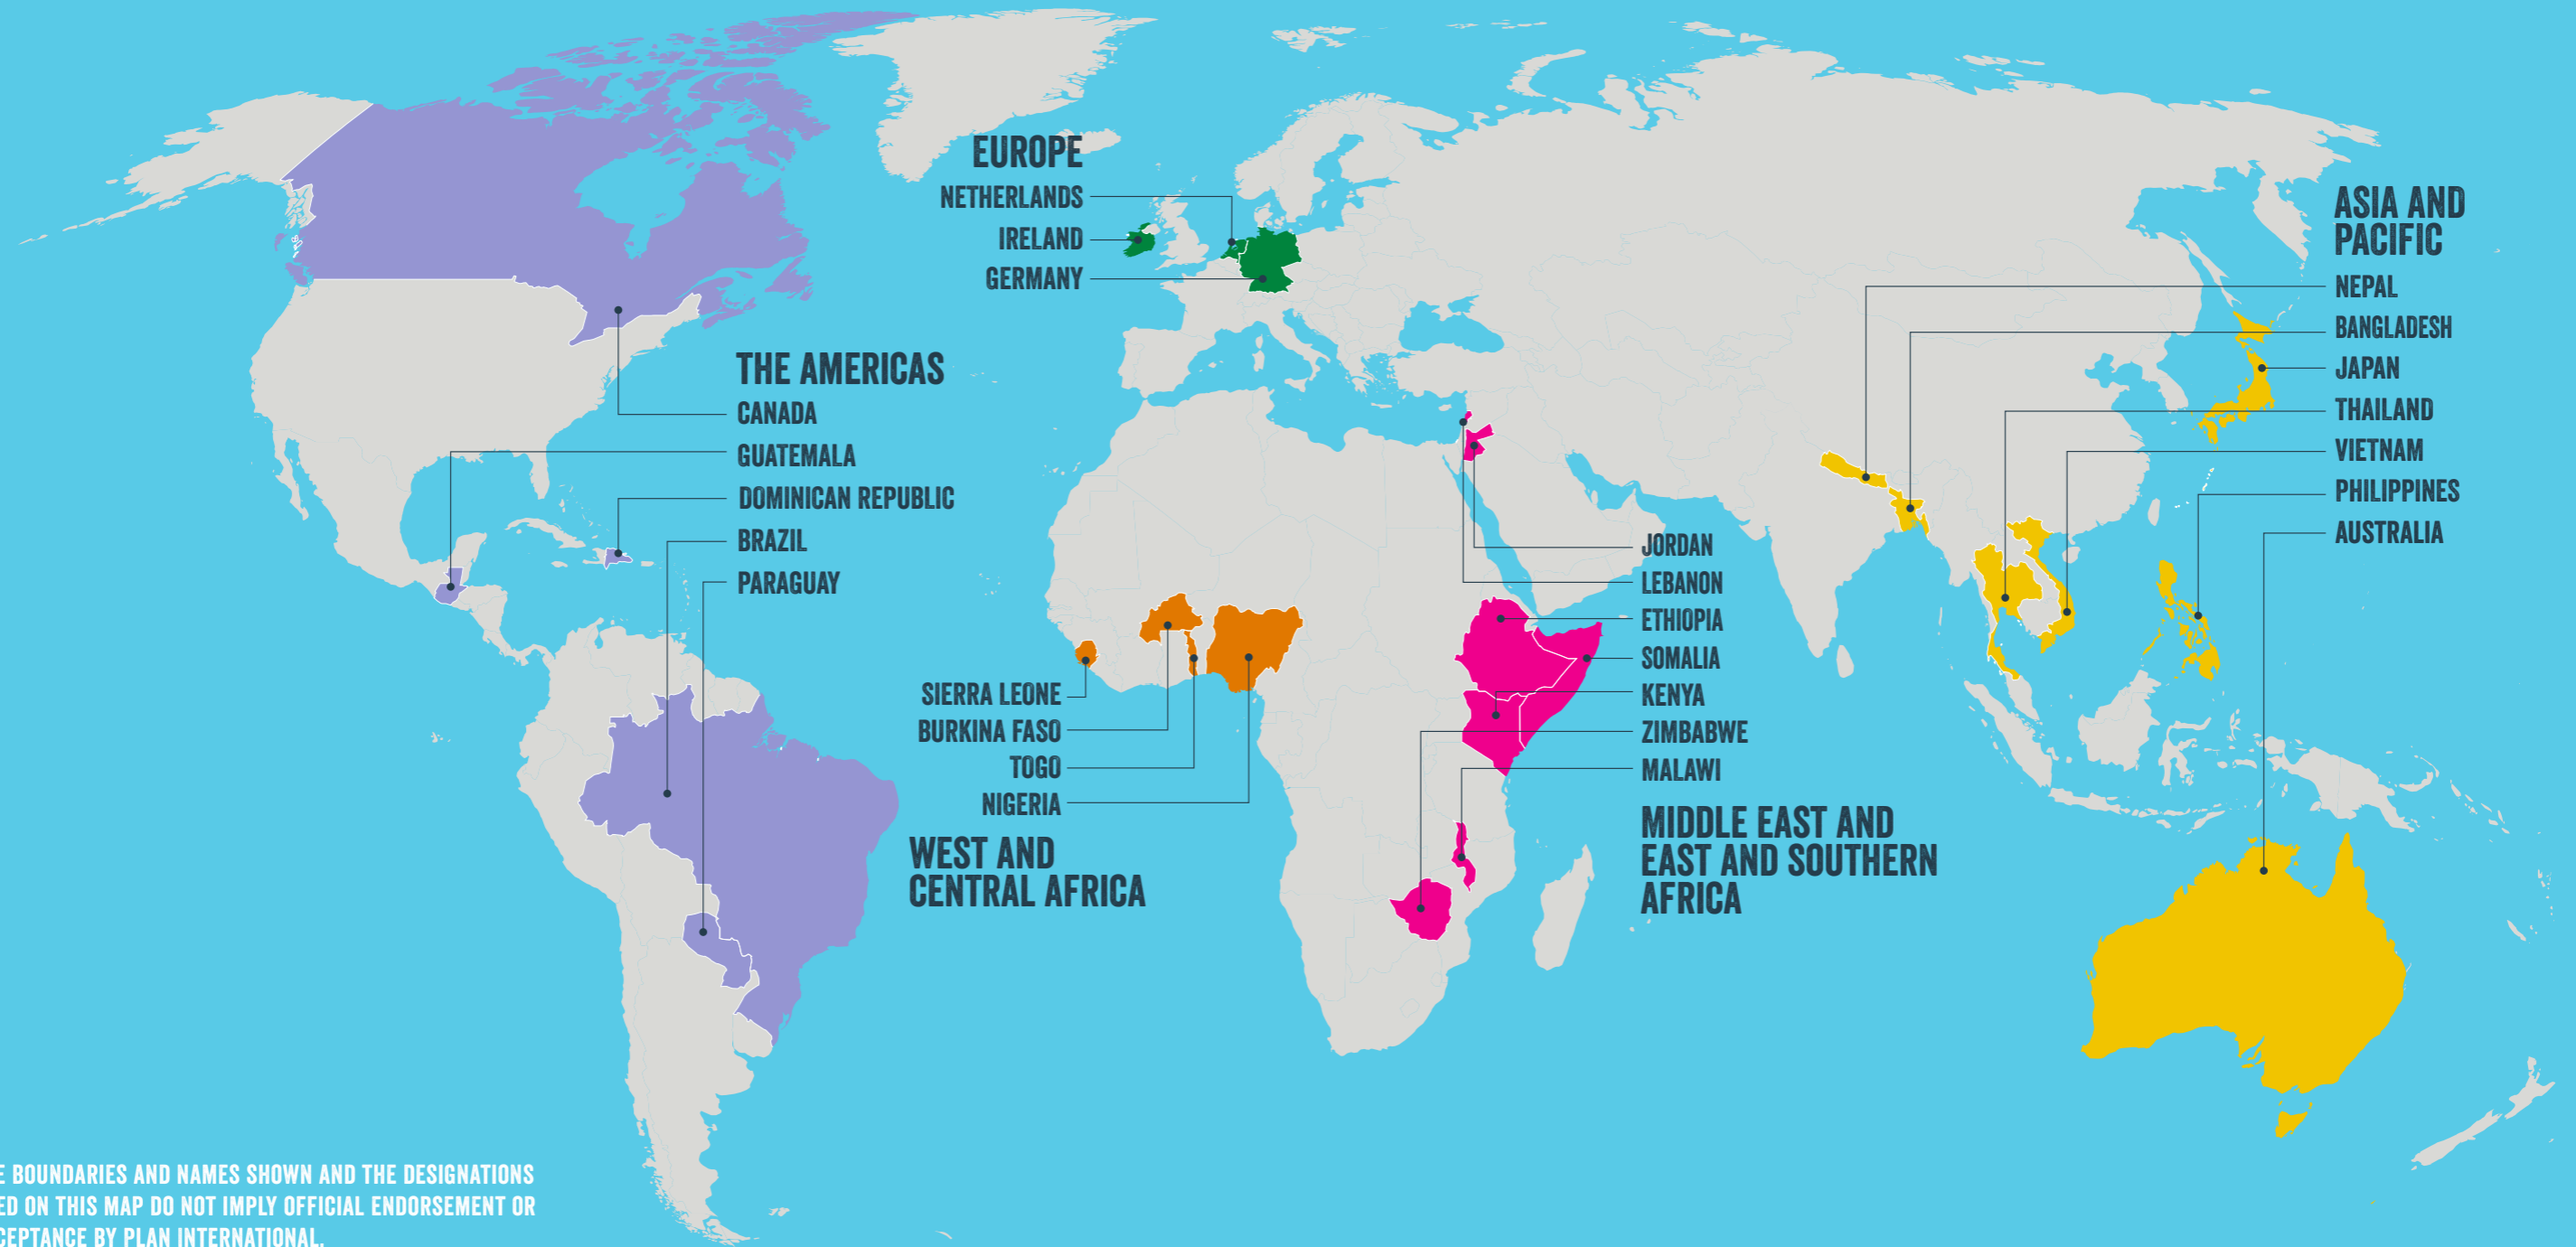 EUROPE
NETHERLANDS
IRELAND
GERMANY
THE AMERICAS
CANADA
GUATEMALA
DOMINICAN REPUBLIC
BRAZIL
PARAGUAY
SIERRA LEONE
BURKINA FASO
TOGO
NIGERIA
WEST AND
CENTRAL AFRICA
JORDAN
LEBANON
ETHIOPIA
SOMALIA
KENYA
ZIMBABWE
MALAWI
MIDDLE EAST AND
EAST AND SOUTHERN
AFRICA
ASIA AND
PACIFIC
NEPAL
BANGLADESH
JAPAN
THAILAND
VIETNAM
PHILIPPINES
AUSTRALIA
E BOUNDARIES AND NAMES SHOWN AND THE DESIGNATIONS
ED ON THIS MAP DO NOT IMPLY OFFICIAL ENDORSEMENT OR
CEPTANCE BY PLAN INTERNATIONAL.